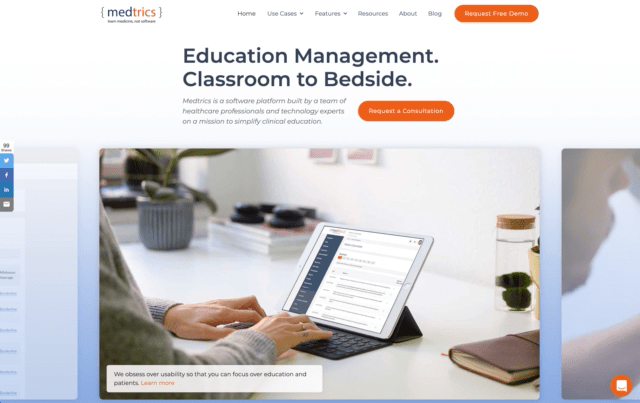 { medtrics }
learn medicine, not software
Home
Use Cases
Features
Resources
About
Blog
Request Free Demo
Education Management.
Classroom to Bedside.
Medtrics is a software platform built by a team of
healthcare professionals and technology experts
on a mission to simplify clinical education.
Request a Consultation
99
Shares
We obsess over usability so that you can focus over education and
patients. Learn more